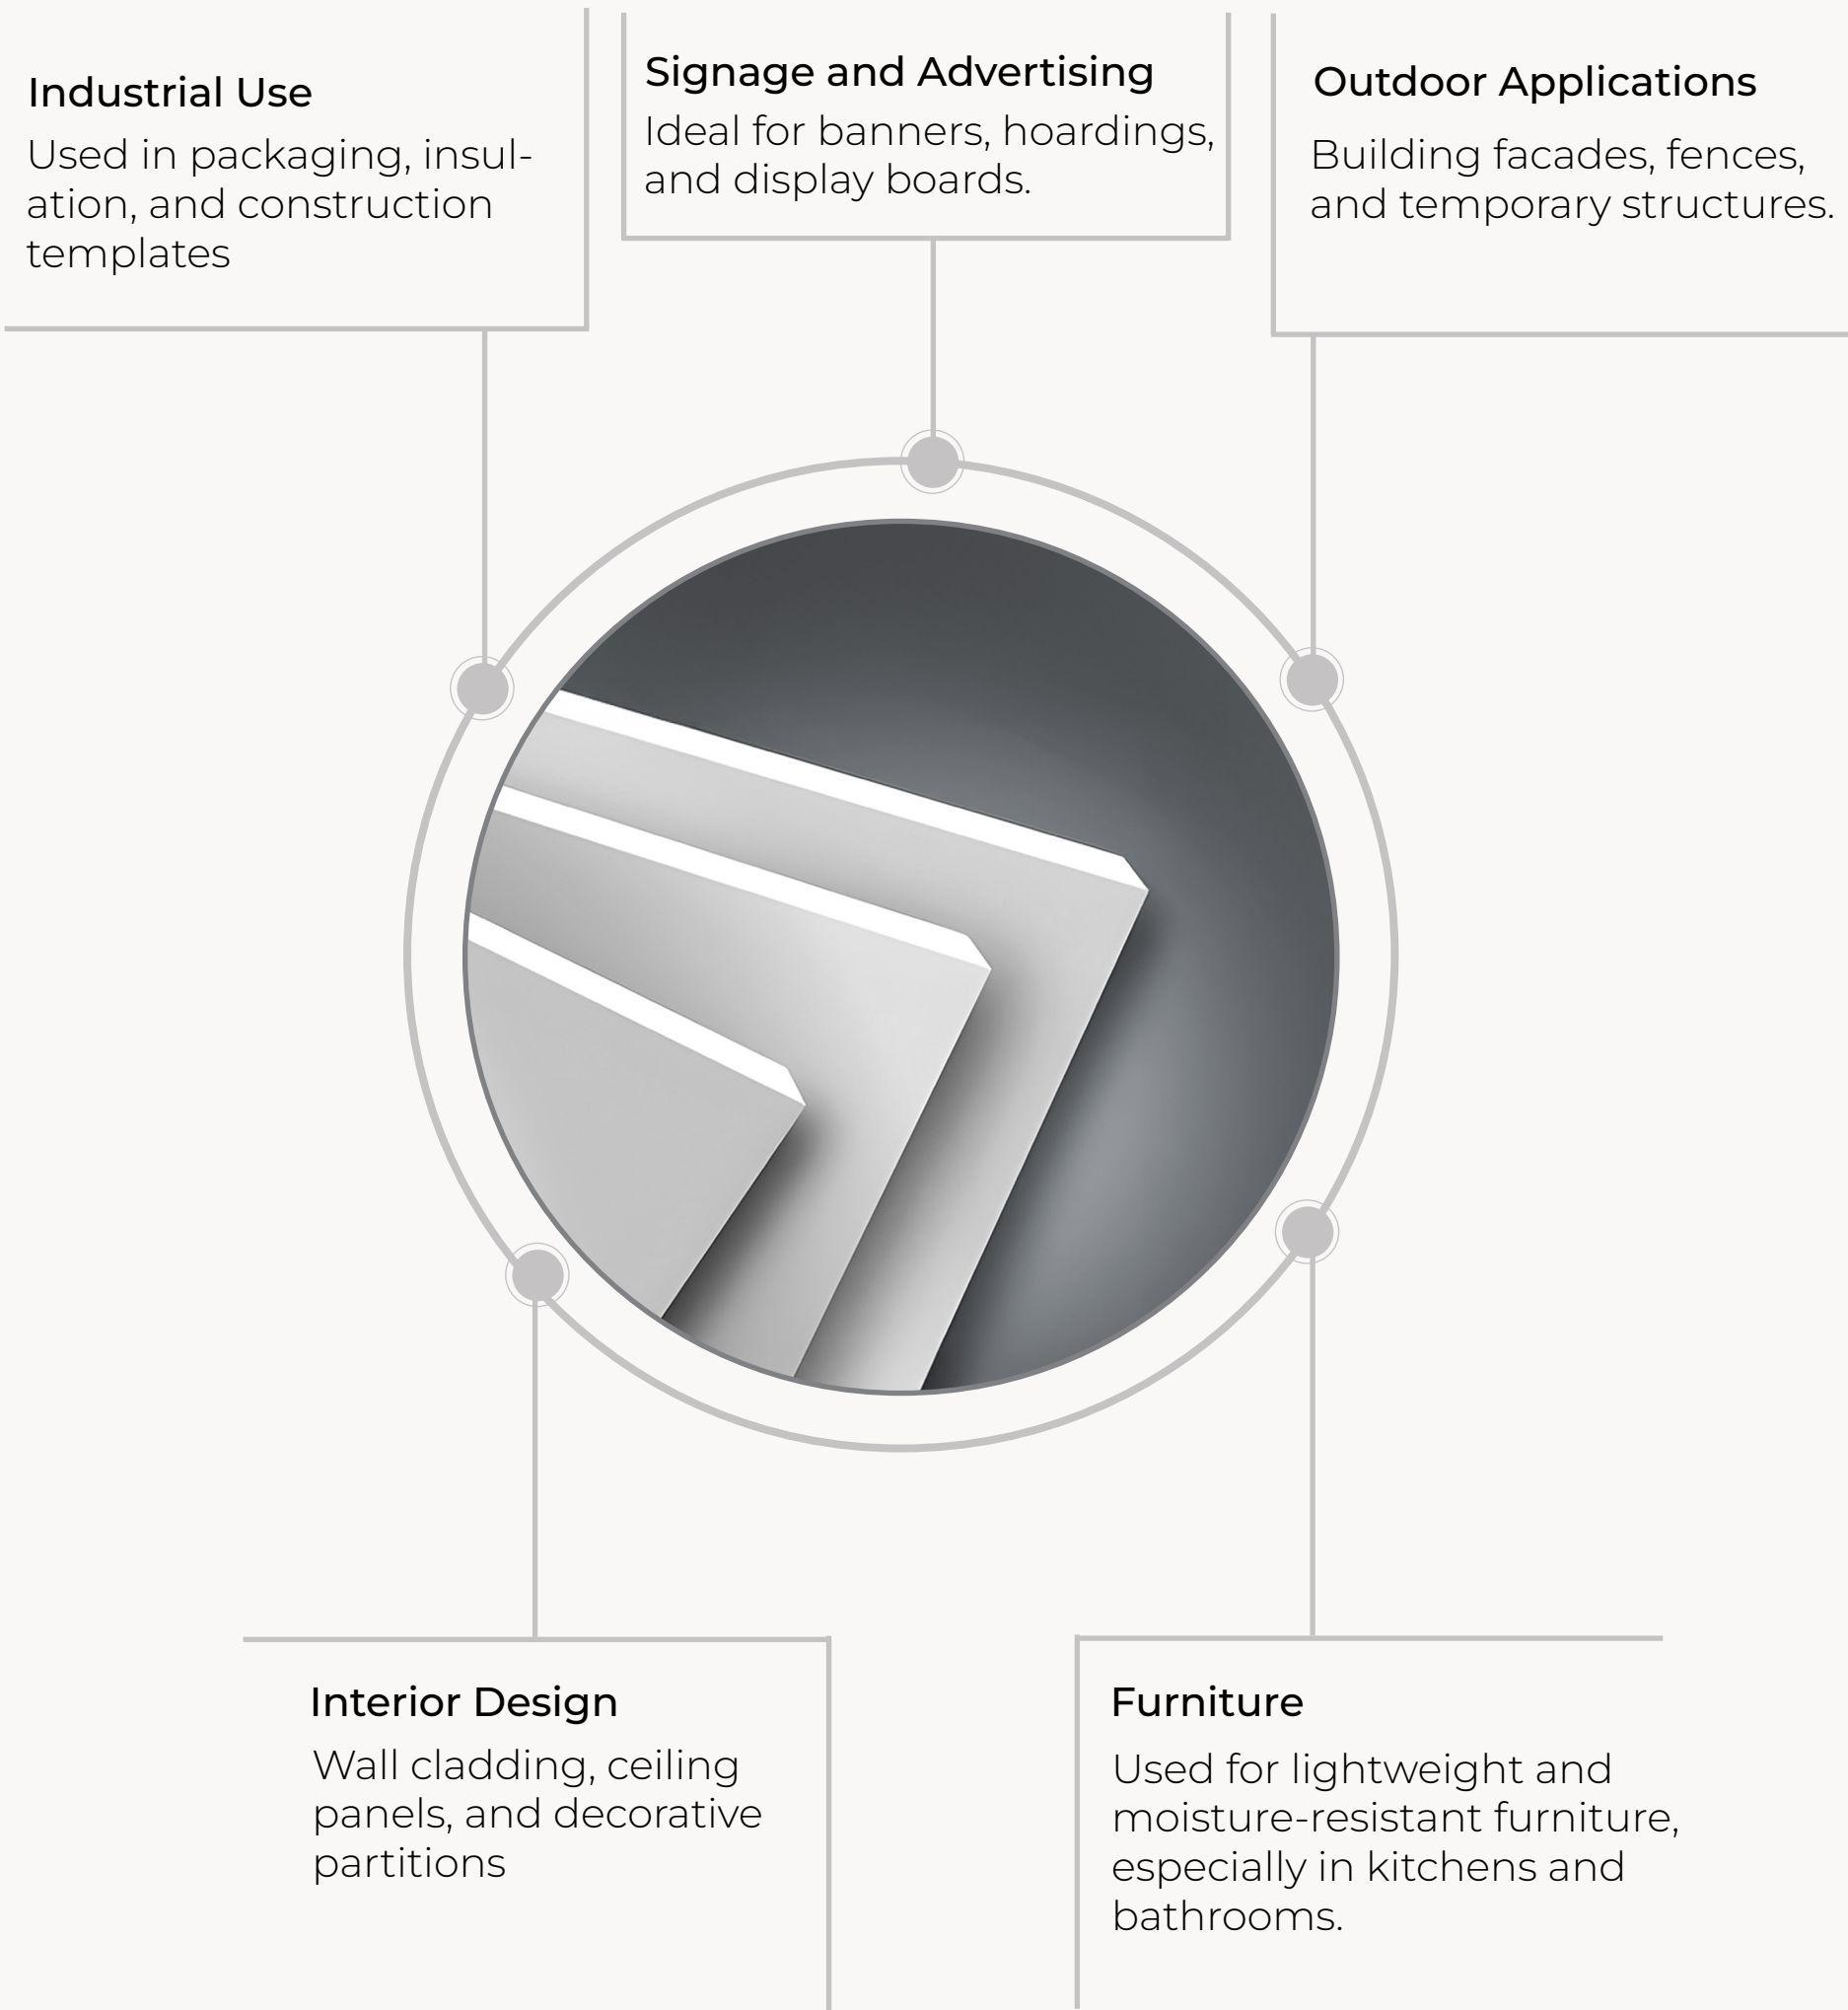 Industrial Use
Used in packaging, insul-
ation, and construction
templates
Signage and Advertising
Ideal for banners, hoardings,
and display boards.
Outdoor Applications
Building facades, fences,
and temporary structures.
Interior Design
Wall cladding, ceiling
panels, and decorative
partitions
Furniture
Used for lightweight and
moisture-resistant furniture,
especially in kitchens and
bathrooms.